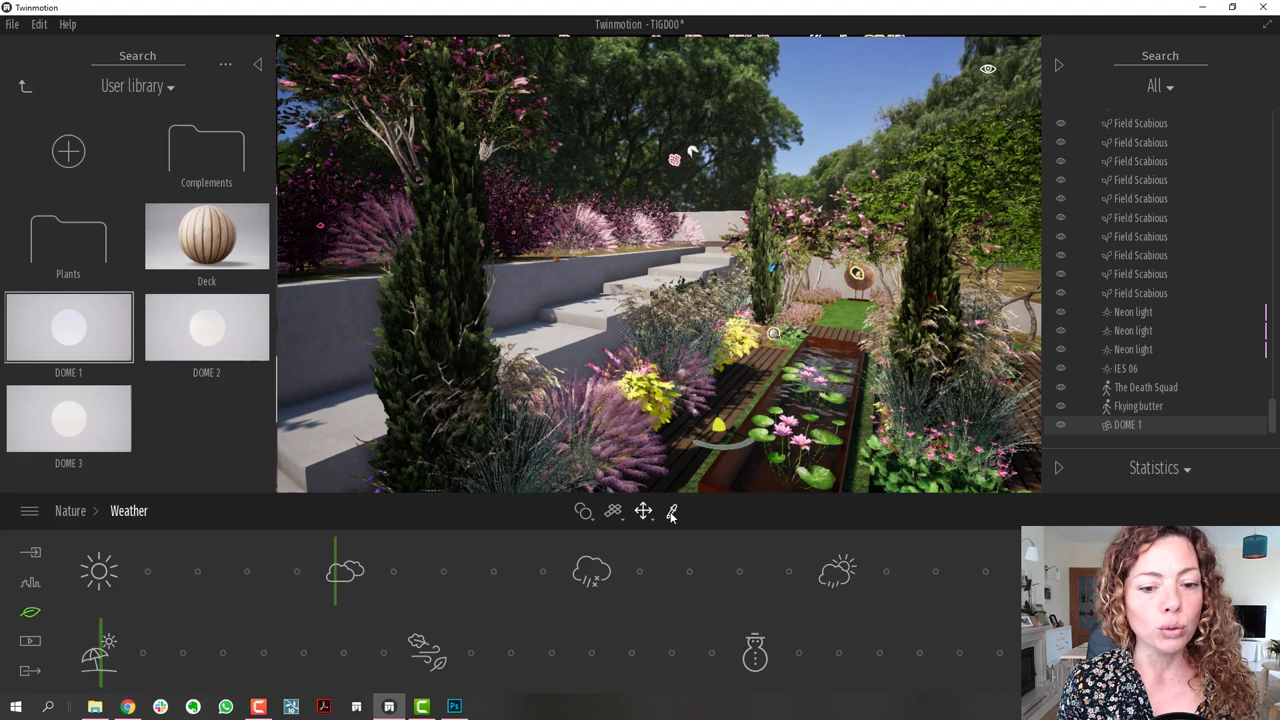 Twinmotion
File
Edit
Help
Twinmotion - TIGD00*
Search
...
User library
Complements
Plants
Deck
DOME 1
DOME 2
DOME 3
Search
All
Field Scabious
Field Scabious
Field Scabious
Field Scabious
Field Scabious
Field Scabious
Field Scabious
Field Scabious
Field Scabious
Field Scabious
Neon light
Neon light
Neon light
IES 06
The Death Squad
Fkying butter
DOME 1
Statistics
Nature > Weather